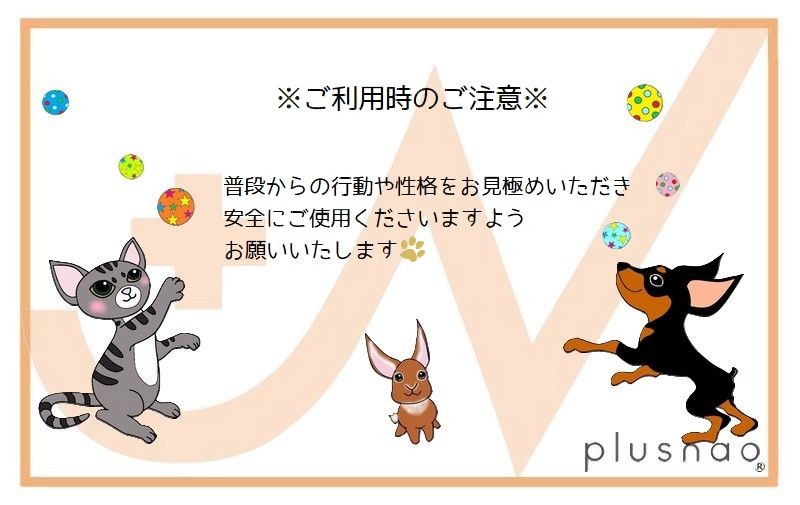 ※ご利用時のご注意※
普段からの行動や性格をお見極めいただき
安全にご使用くださいますよう
お願いいたします🐾
plusnao®